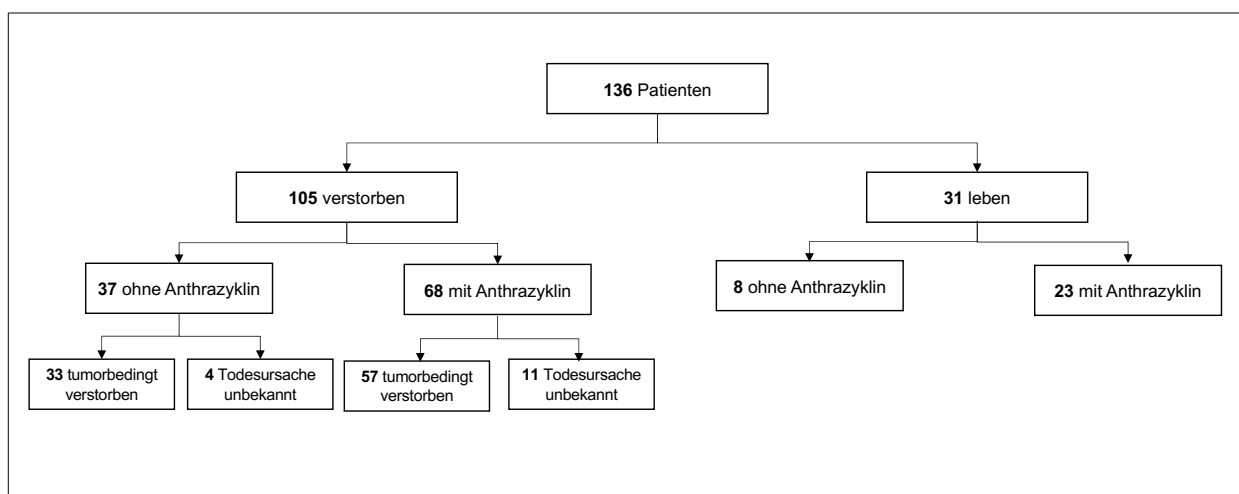 136 Patienten
105 verstorben
31 leben
37 ohne Anthrazyklin
68 mit Anthrazyklin
8 ohne Anthrazyklin
23 mit Anthrazyklin
33 tumorbedingt
verstorben
4 Todesursache
unbekannt
57 tumorbedingt
verstorben
11 Todesursache
unbekannt